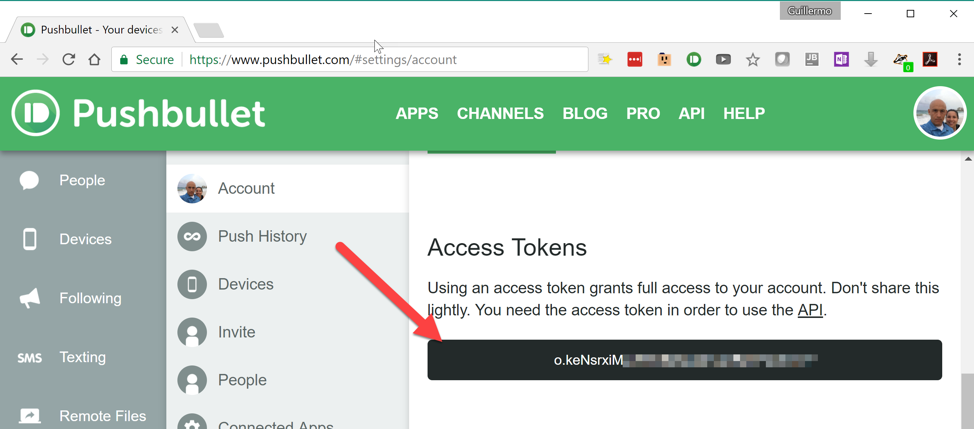 Guillermo
Pushbullet - Your devices
Secure https://www.pushbullet.com/#settings/account
Pushbullet APPS CHANNELS BLOG PRO API HELP
People
Devices
Following
SMS Texting
Remote Files
Account
Push History
Devices
Invite
People
Connected Apps
Access Tokens
Using an access token grants full access to your account. Don't share this
lightly. You need the access token in order to use the API.
o.keNsrxiM